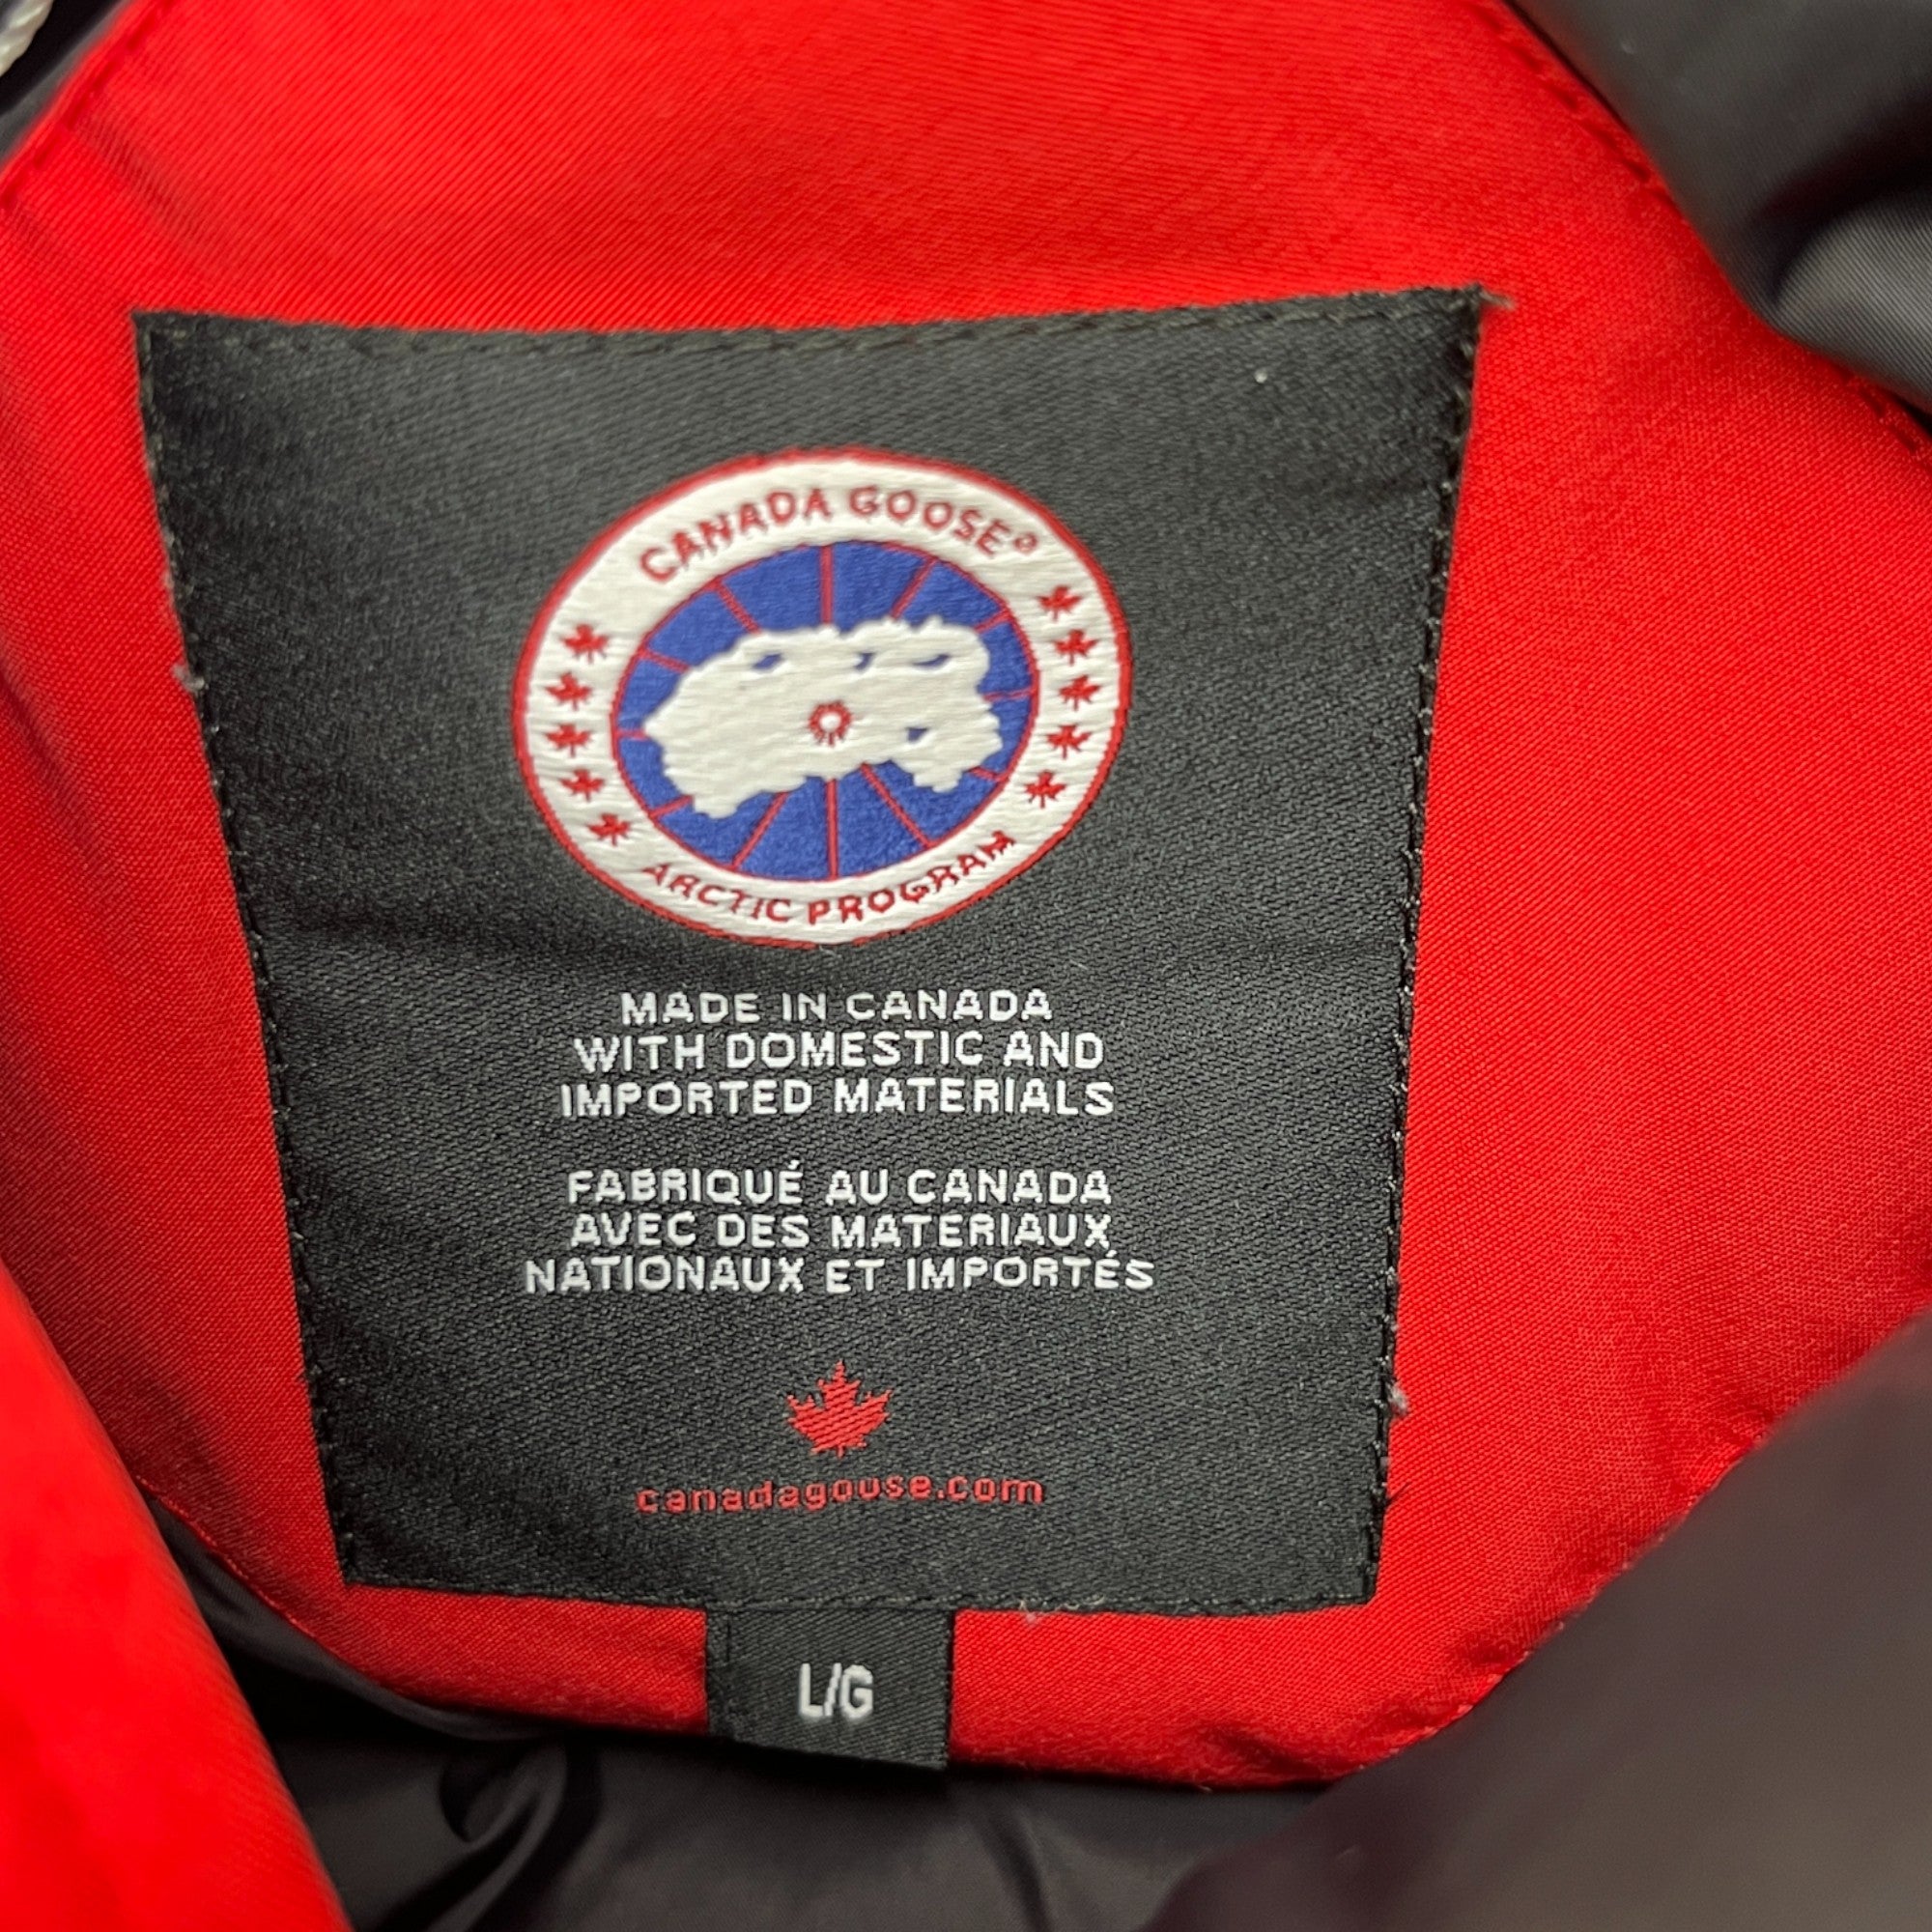 CANADA GOOSE®
ARCTIC PROGRAM
MADE IN CANADA
WITH DOMESTIC AND
IMPORTED MATERIALS
FABRIQUÉ AU CANADA
AVEC DES MATERIAUX
NATIONAUX ET IMPORTÉS
canadagouse.com
L/G